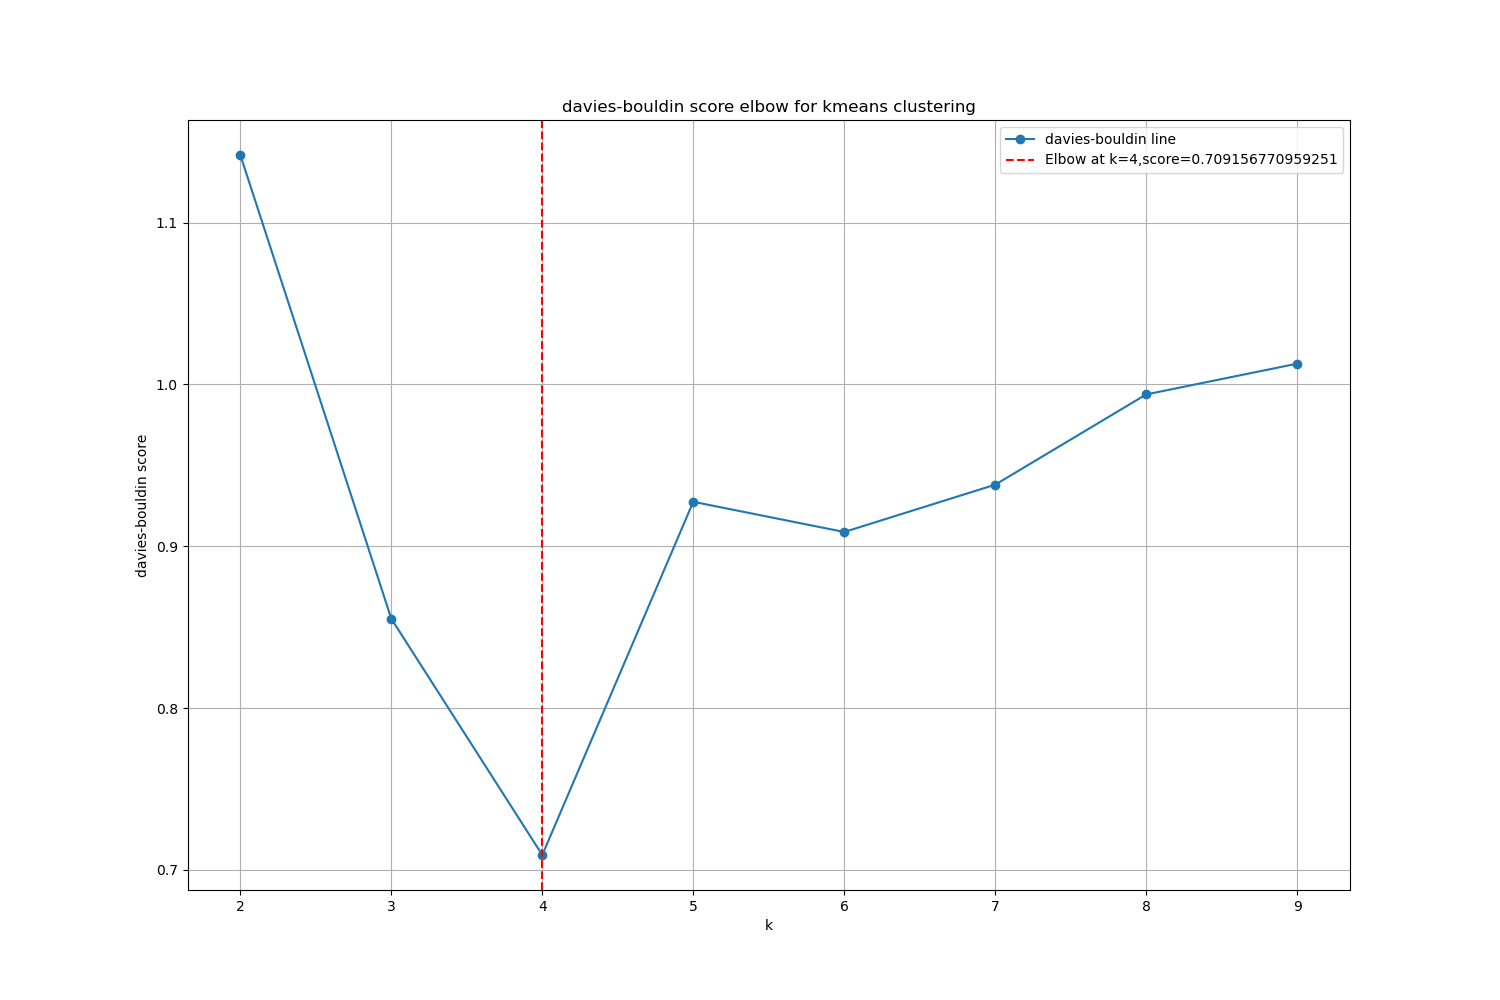 davies-bouldin score elbow for kmeans clustering
davies-bouldin line
Elbow at k=4,score=0.709156770959251
1.1
1.0
0.9
0.8
0.7
davies-bouldin score
2 3 4 5 6 7 8 9
k